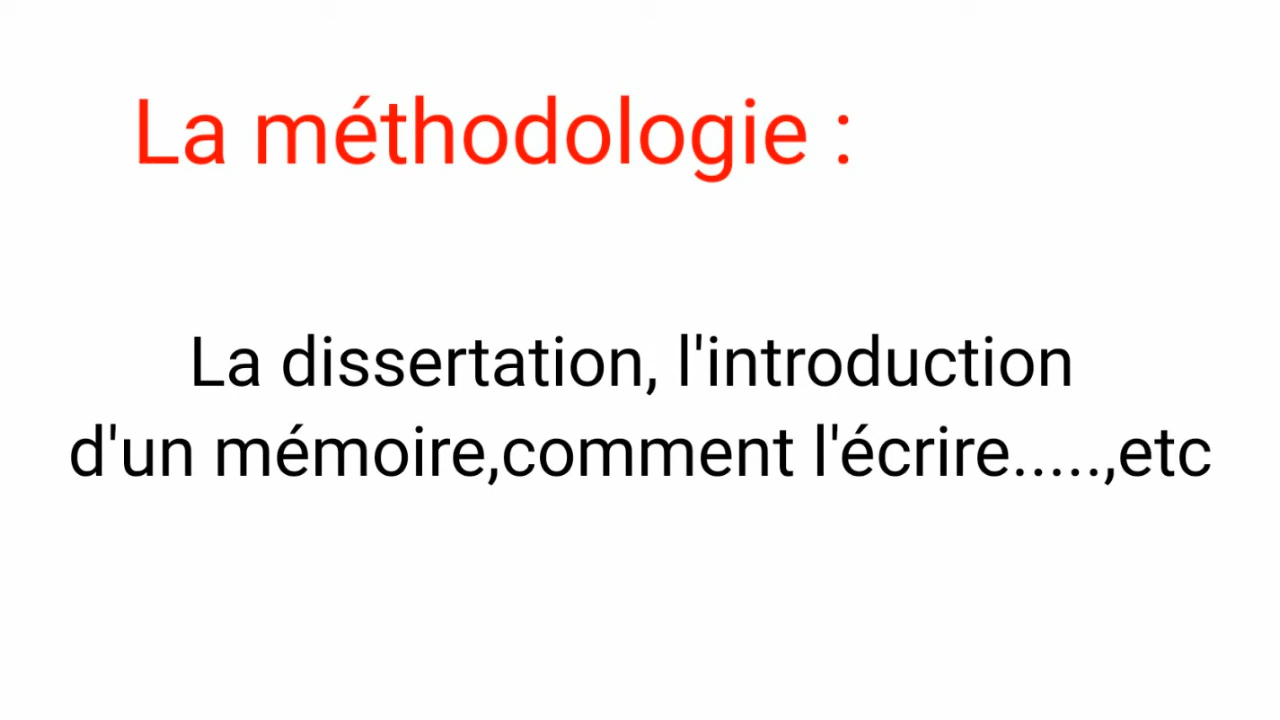 La méthodologie :
La dissertation, l'introduction
d'un mémoire,comment l'écrire.....,etc